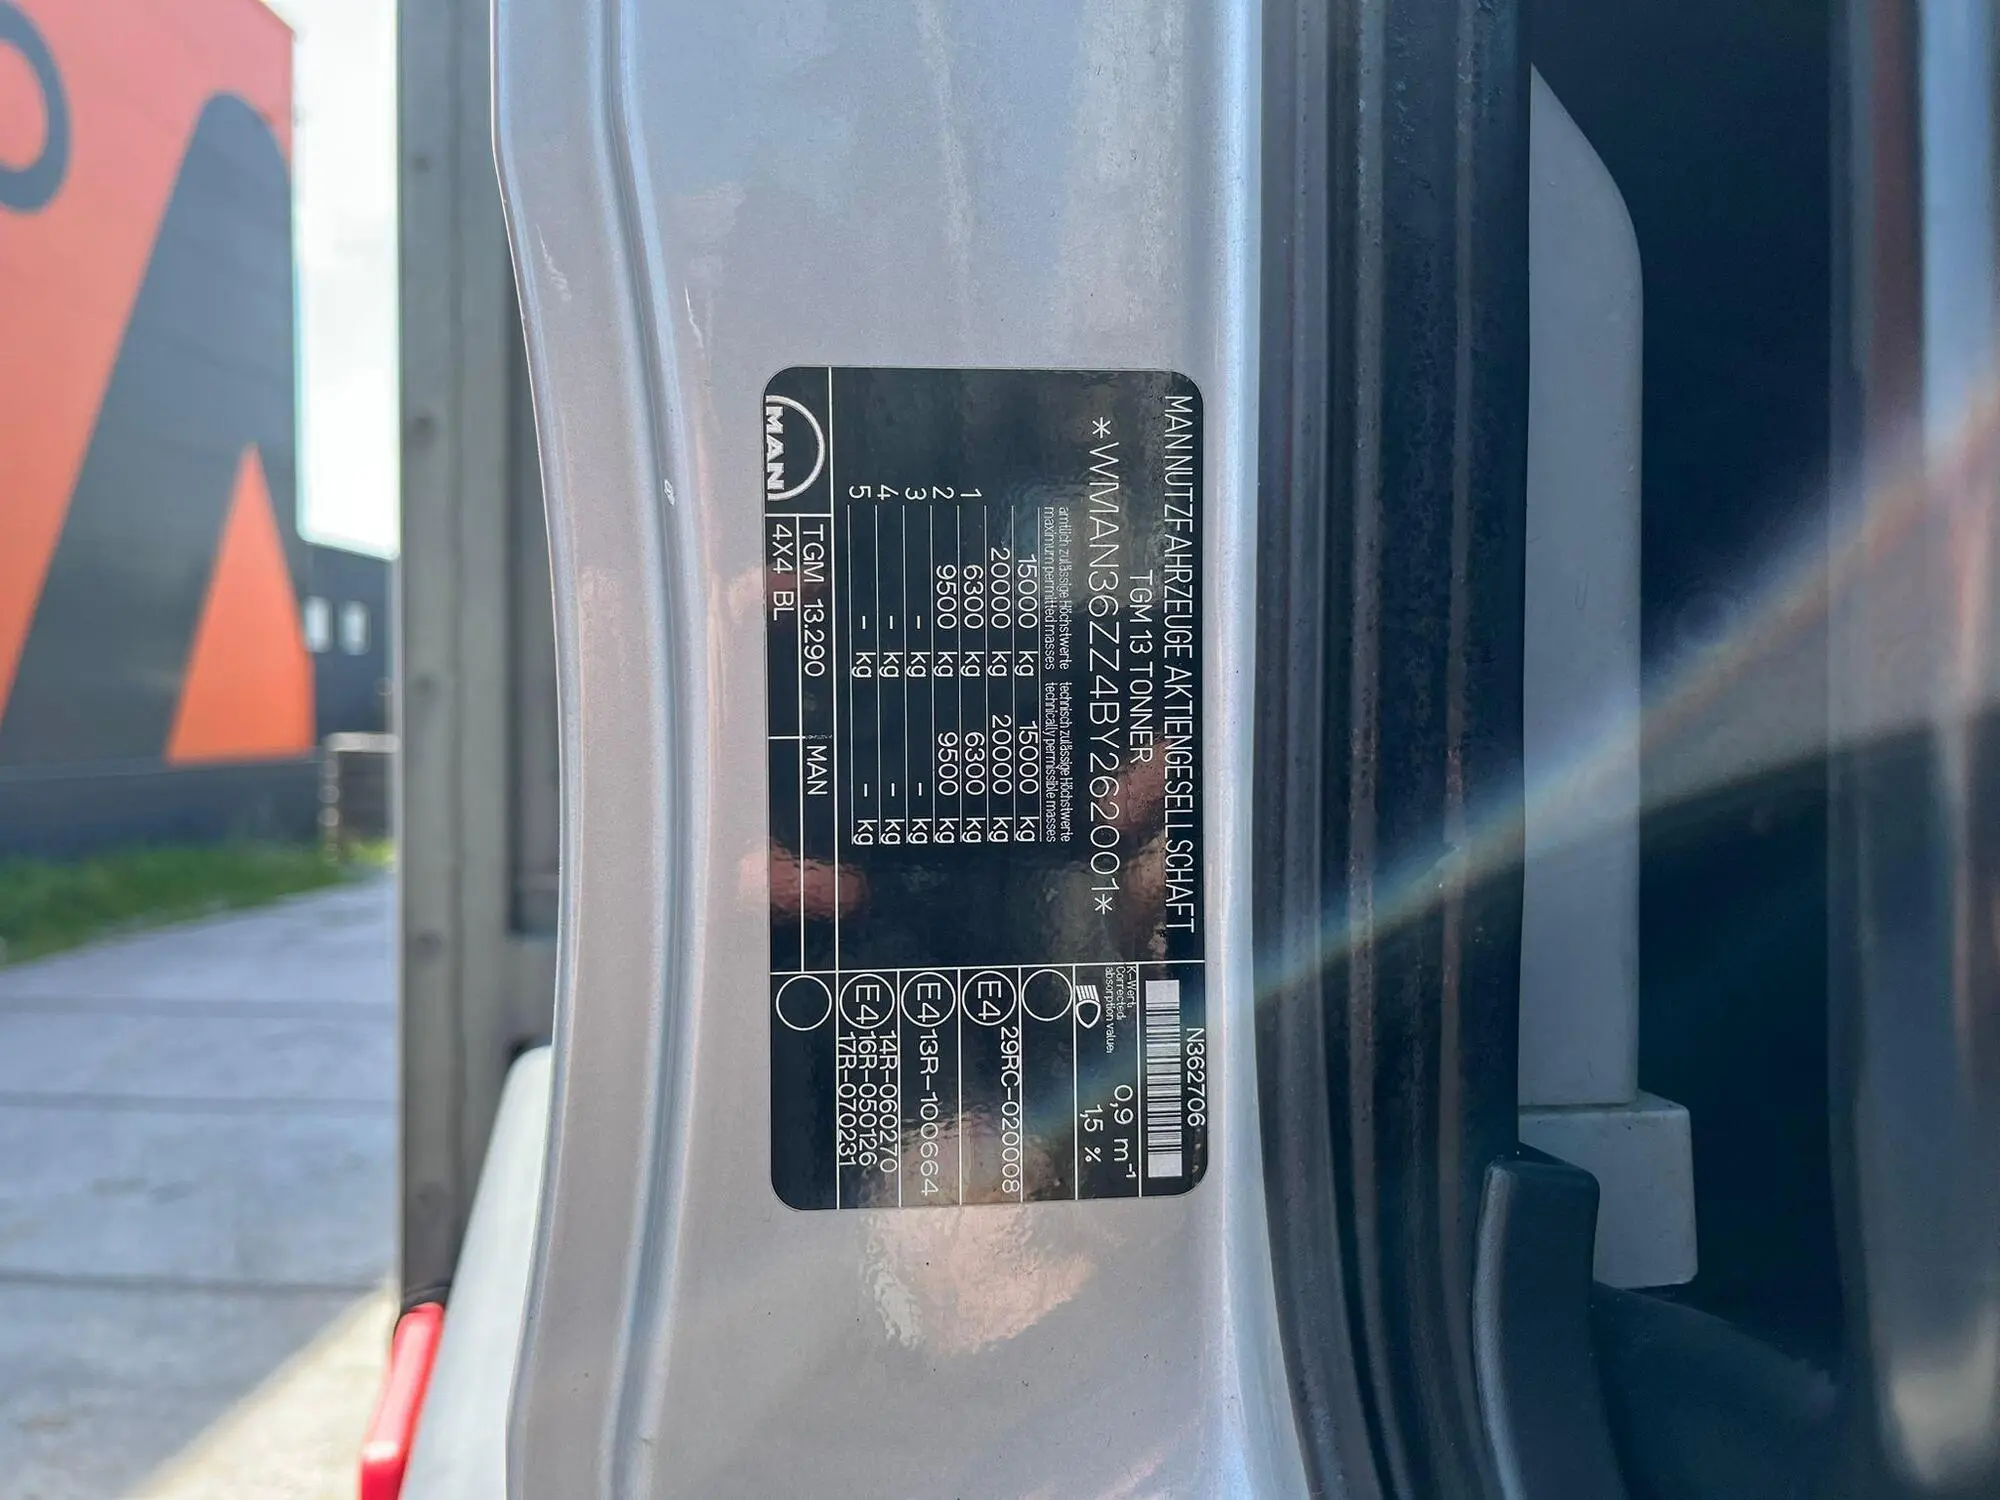 MAN NUTZFAHRZEUGE AKTIENGESELLSCHAFT
TGM 13 TONNER
*WMAN36ZZ4BY262001*
amtlich zulässige Höchstwerte technisch zulässige Höchstwerte
maximum permitted masses technically permissible masses
15000 kg 15000 kg
20000 kg 20000 kg
1 6300 kg 6300 kg
2 9500 kg 9500 kg
3 - kg - kg
4 - kg - kg
5 - kg - kg
MAN
TGM 13.290 MAN
4X4 BL
N362706
K-Wert:
Corrected
absorption value:
0,9 m-1
1,5 %
E4 29RC-020008
E4 13R-100664
E4 14R-060270
16R-050126
17R-070231